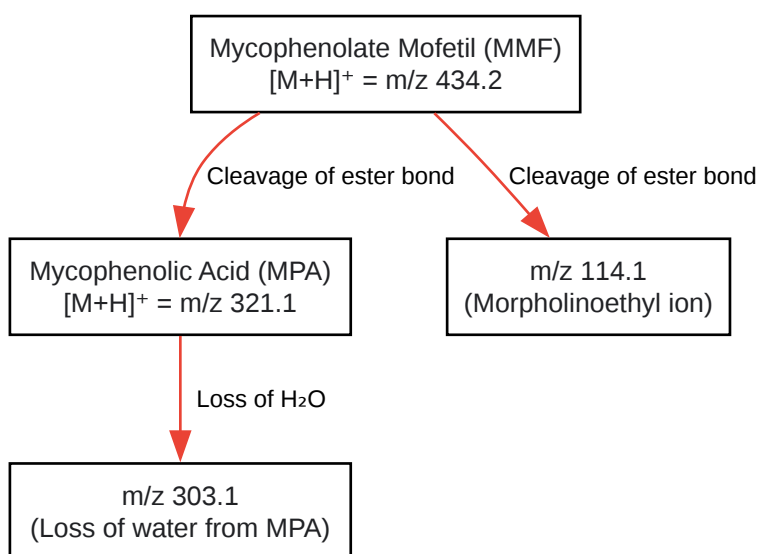 Mycophenolate Mofetil (MMF)
[M+H]⁺ = m/z 434.2
Cleavage of ester bond
Cleavage of ester bond
Mycophenolic Acid (MPA)
[M+H]⁺ = m/z 321.1
m/z 114.1
(Morpholinoethyl ion)
Loss of H₂O
m/z 303.1
(Loss of water from MPA)